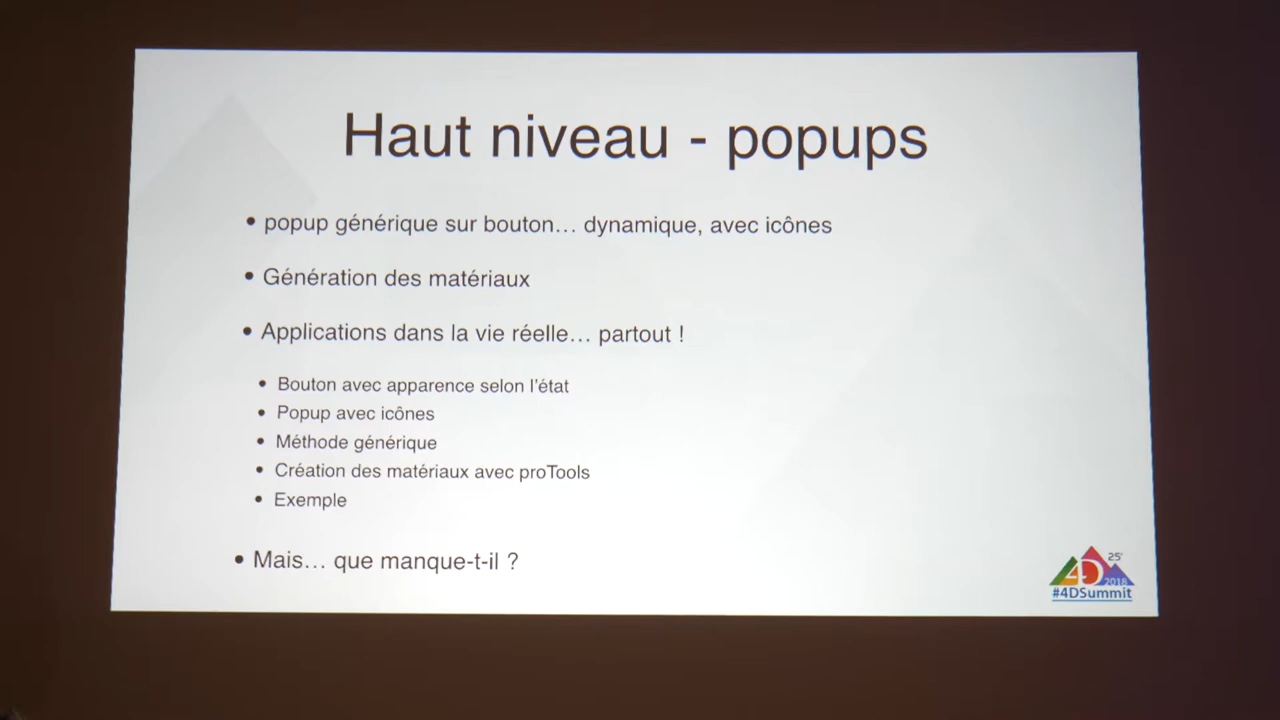 Haut niveau - popups
• popup générique sur bouton… dynamique, avec icônes
• Génération des matériaux
• Applications dans la vie réelle… partout !
• Bouton avec apparence selon l'état
• Popup avec icônes
• Méthode générique
• Création des matériaux avec proTools
• Exemple
• Mais… que manque-t-il ?
25'
4D
2018
#4DSummit